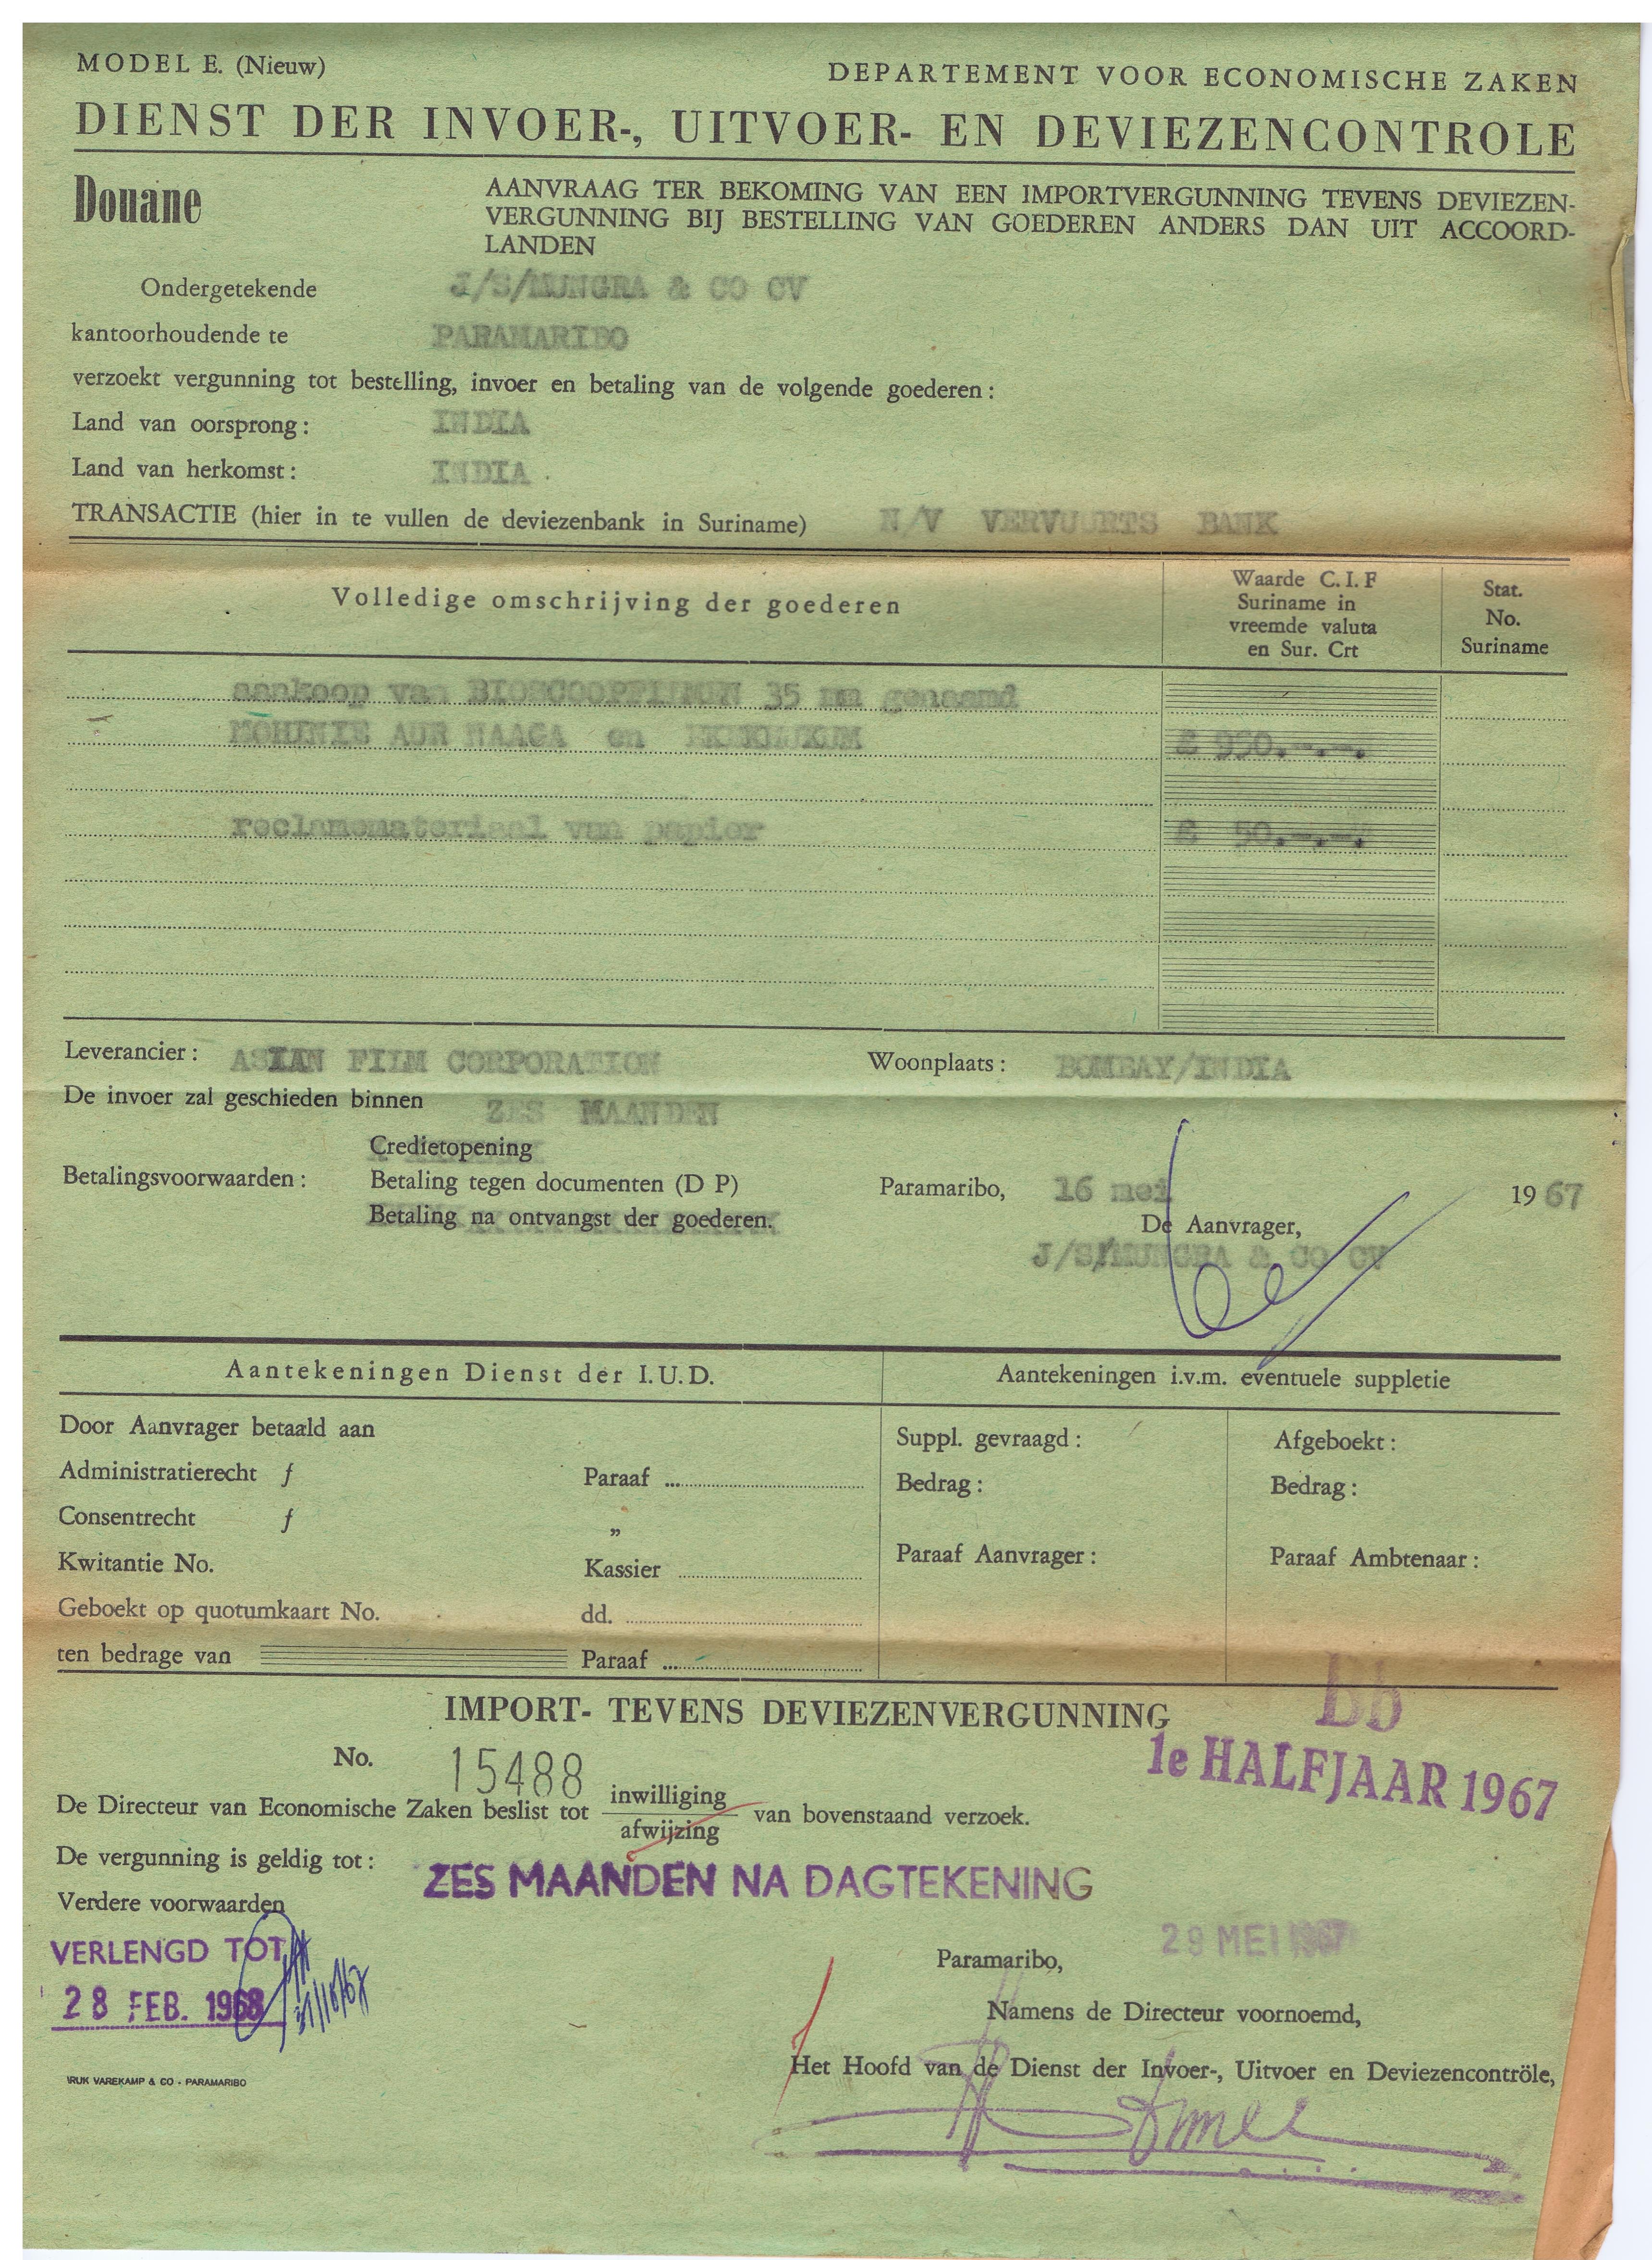 MODEL E. (Nieuw)
DEPARTEMENT VOOR ECONOMISCHE ZAKEN
DIENST DER INVOER-, UITVOER- EN DEVIEZENCONTROLE
Douane
AANVRAAG TER BEKOMING VAN EEN IMPORTVERGUNNING TEVENS DEVIEZEN-
VERGUNNING BIJ BESTELLING VAN GOEDEREN ANDERS DAN UIT ACCOORD-
LANDEN
Ondergetekende J/S/MUNGRA & CO CV
kantoorhoudende te PARAMARIBO
verzoekt vergunning tot bestelling, invoer en betaling van de volgende goederen:
Land van oorsprong: INDIA
Land van herkomst: INDIA.
TRANSACTIE (hier in te vullen de deviezenbank in Suriname) N/V VERVUURTS BANK
Volledige omschrijving der goederen
Waarde C.I.F
Suriname in
vreemde valuta
en Sur. Crt
Stat.
No.
Suriname
aankoop van BIOSCOOPFILMEN 35 mm genaamd
MOHINIE AUR NAAGA en £ 950.-.-.
reclamemateriaal van papier £ 50.-.-.
Leverancier: ASIAN FILM CORPORATION Woonplaats: BOMBAY/INDIA
De invoer zal geschieden binnen ZES MAANDEN
Credietopening
Betalingsvoorwaarden: Betaling tegen documenten (D P) Paramaribo, 16 mei 1967
Betaling na ontvangst der goederen.
De Aanvrager,
J/S/MUNGRA & CO CV
Aantekeningen Dienst der I.U.D.
Aantekeningen i.v.m. eventuele suppletie
Door Aanvrager betaald aan
Suppl. gevraagd: Afgeboekt:
Administratierecht f Paraaf ...
Bedrag: Bedrag:
Consentrecht f „
Kwitantie No. Kassier
Paraaf Aanvrager: Paraaf Ambtenaar:
Geboekt op quotumkaart No. dd.
ten bedrage van Paraaf ...
Bb
IMPORT- TEVENS DEVIEZENVERGUNNING
1e HALFJAAR 1967
No. 15488
De Directeur van Economische Zaken beslist tot inwilliging
afwijzing van bovenstaand verzoek.
De vergunning is geldig tot: ZES MAANDEN NA DAGTEKENING
Verdere voorwaarden
VERLENGD TOT
28 FEB. 1968
Paramaribo, 29 MEI 1967
Namens de Directeur voornoemd,
Het Hoofd van de Dienst der Invoer-, Uitvoer en Deviezencontrôle,
RUK VAREKAMP & CO - PARAMARIBO